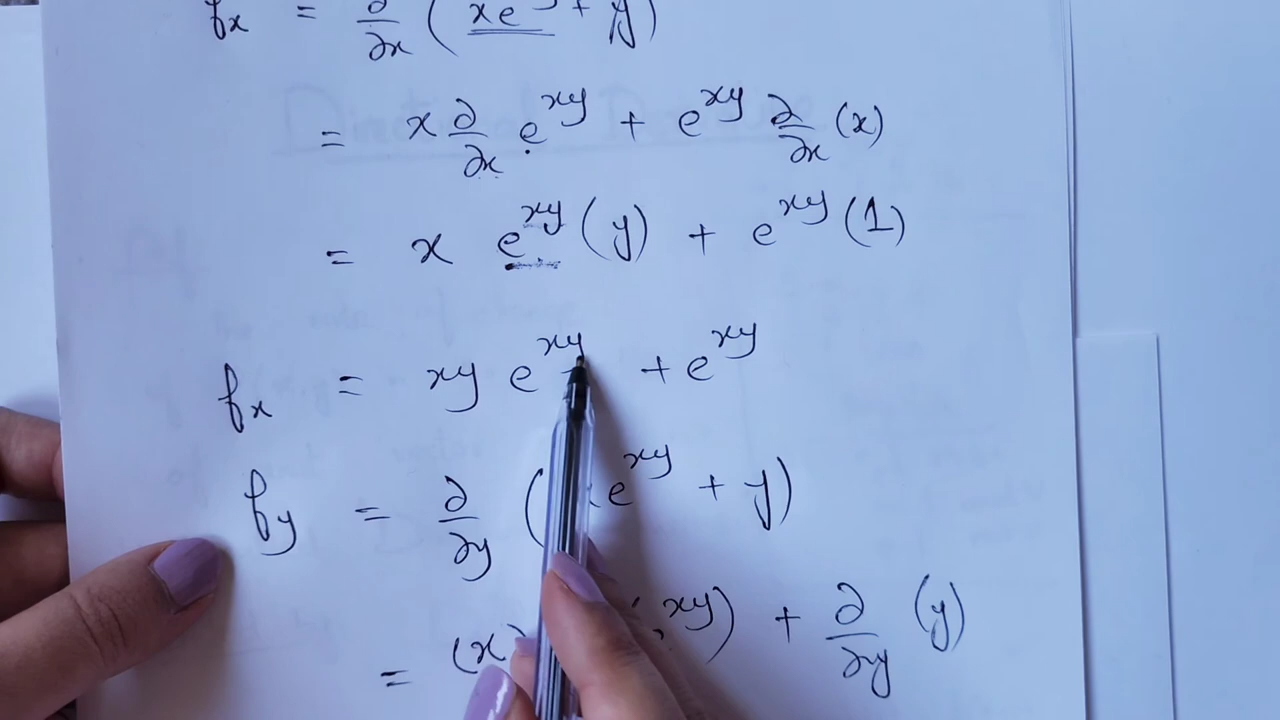 fx = ∂/∂x (xe + y)
= x ∂/∂x e^xy + e^xy ∂/∂x (x)
= x e^xy (y) + e^xy (1)
fx = xy e^xy + e^xy
fy = ∂/∂y ( e^xy + y)
= (x) xy) + ∂/∂y (y)